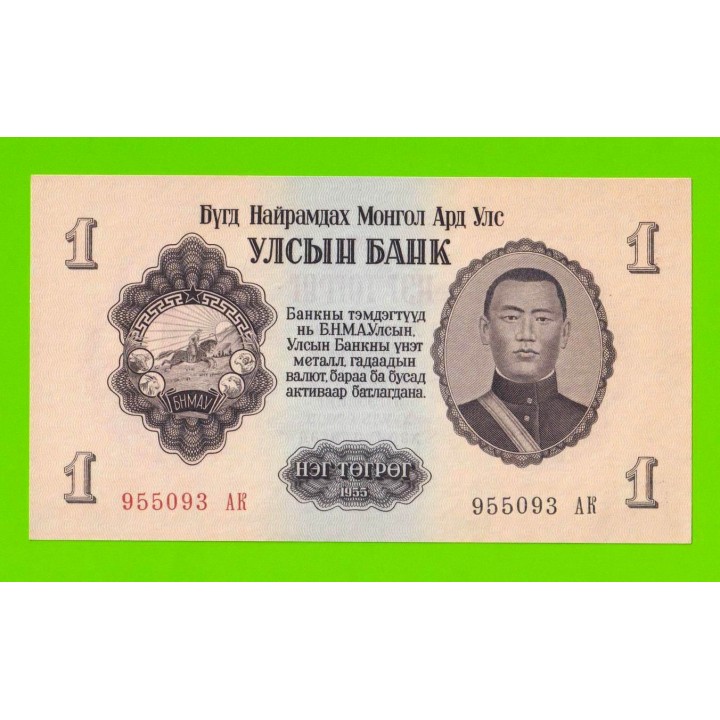 1
Бүгд Найрамдах Монгол Ард Улс
1
УЛСЫН БАНК
Банкны тэмдэгтүүд
нь Б.Н.М.А.Улсын,
Улсын Банкны үнэт
металл, гадаадын
валют, бараа ба бусад
активаар батлагдана.
БНМАУ
1
НЭГ ТӨГРӨГ
1955
1
955093 АК
955093 АК